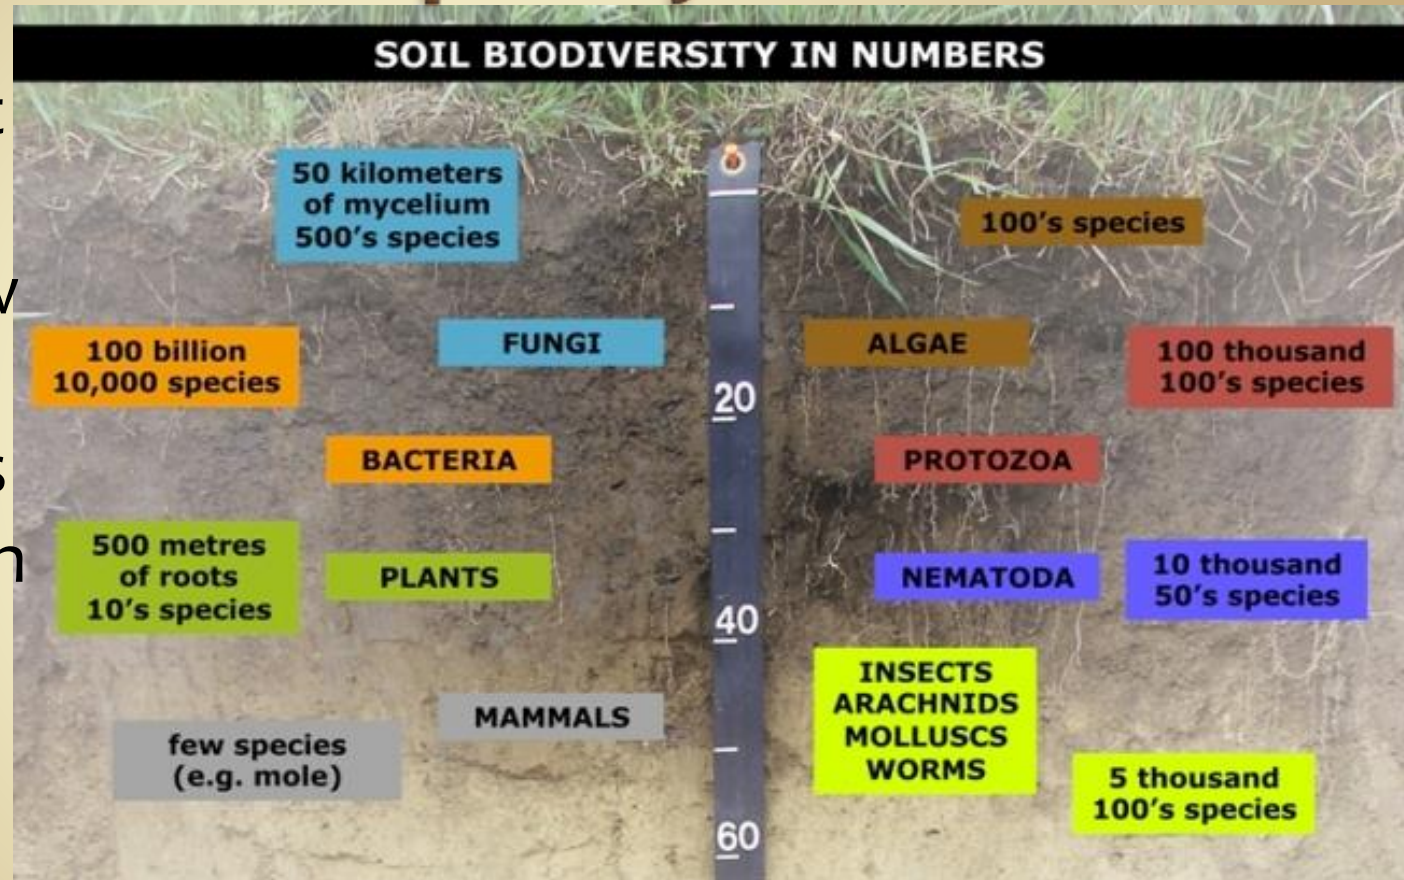 SOIL BIODIVERSITY IN NUMBERS
50 kilometers
of mycelium
500's species
100's species
FUNGI
ALGAE
100 billion
10,000 species
100 thousand
100's species
20
BACTERIA
PROTOZOA
500 metres
of roots
10's species
PLANTS
NEMATODA
10 thousand
50's species
40
MAMMALS
few species
(e.g. mole)
INSECTS
ARACHNIDS
MOLLUSCS
WORMS
5 thousand
100's species
60